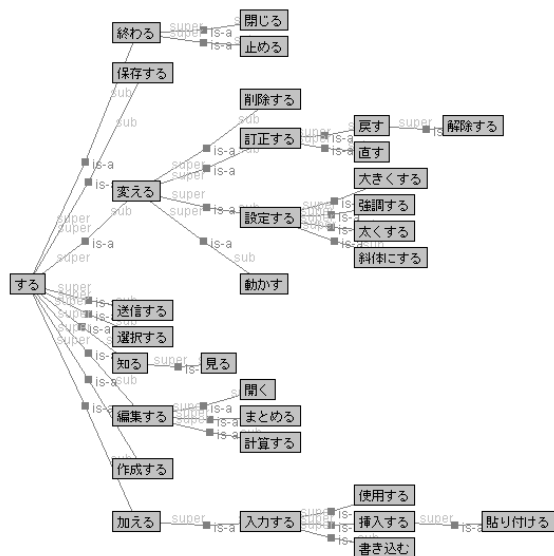 閉じる
終わる
止める
保存する
削除する
戻す
解除する
訂正する
直す
大きくする
変える
強調する
設定する
太くする
斜体にする
する
動かす
送信する
選択する
知る
見る
開く
編集する
まとめる
計算する
作成する
使用する
加える
入力する
挿入する
貼り付ける
書き込む
super
sub
is-a